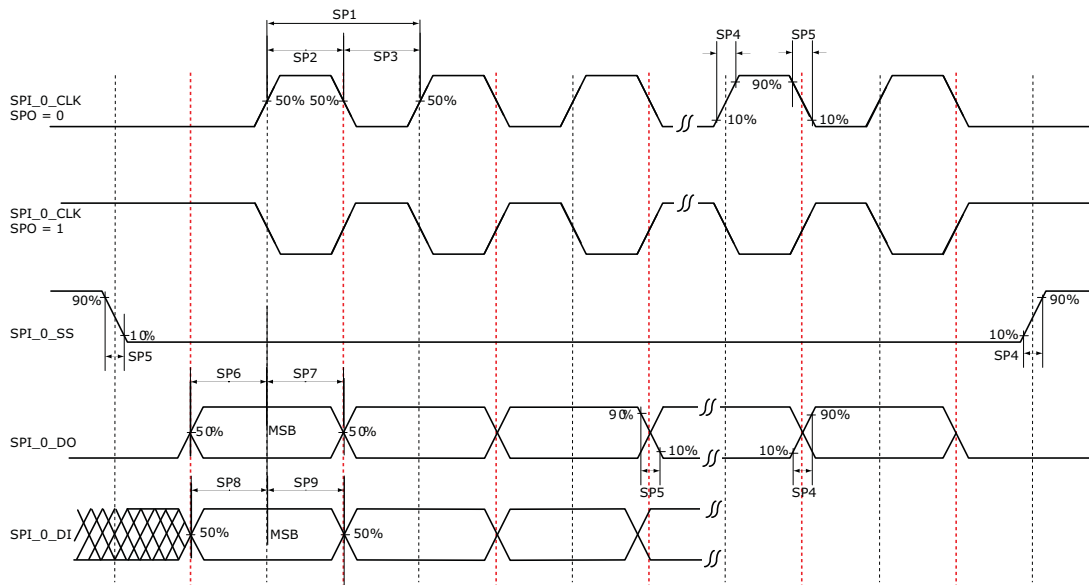 SP1
SP2 SP3 SP4 SP5
SPI_0_CLK
SPO = 0
50% 50% 50% 10% 90% 10%
SPI_0_CLK
SPO = 1
90% 90%
SPI_0_SS 10% 10%
SP5 SP4
SP6 SP7
90% 90%
SPI_0_DO 50% MSB 50% 10% 10%
SP5 SP4
SP8 SP9
SPI_0_DI 50% MSB 50%